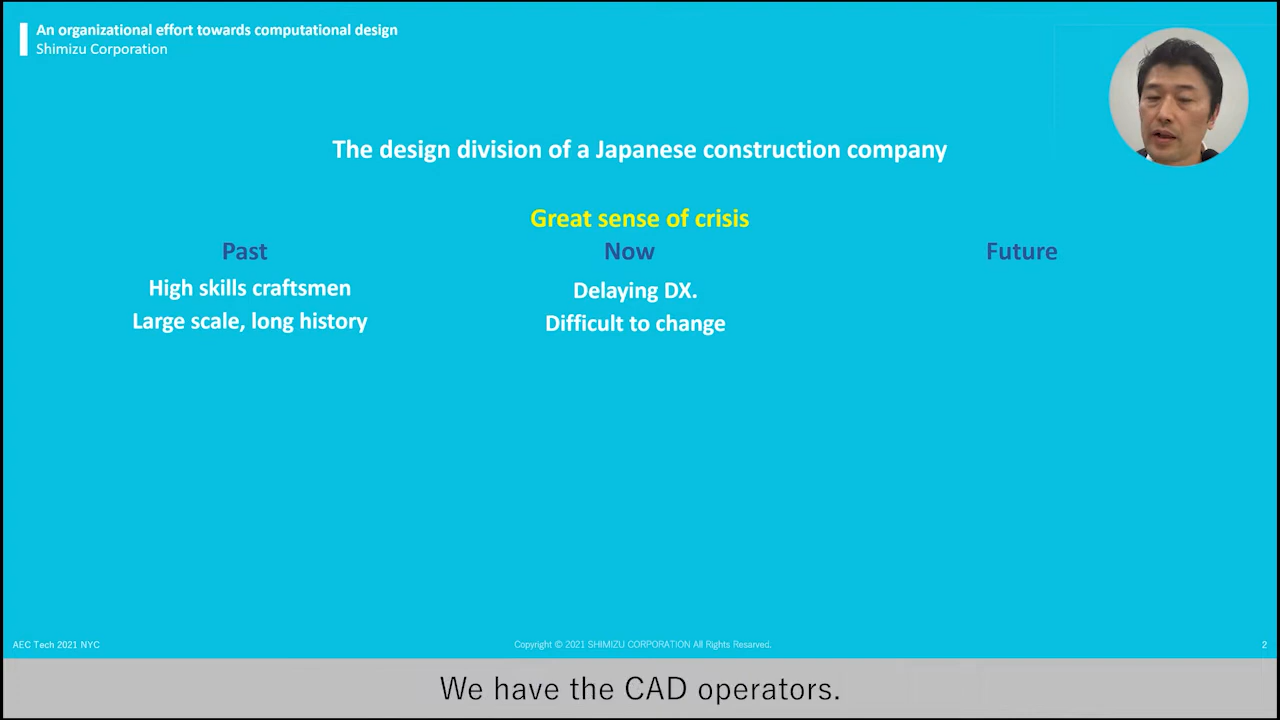 An organizational effort towards computational design
Shimizu Corporation
The design division of a Japanese construction company
Great sense of crisis
Past
Now
Future
High skills craftsmen
Large scale, long history
Delaying DX.
Difficult to change
AEC Tech 2021 NYC
Copyright © 2021 SHIMIZU CORPORATION All Rights Resarved.
2
We have the CAD operators.